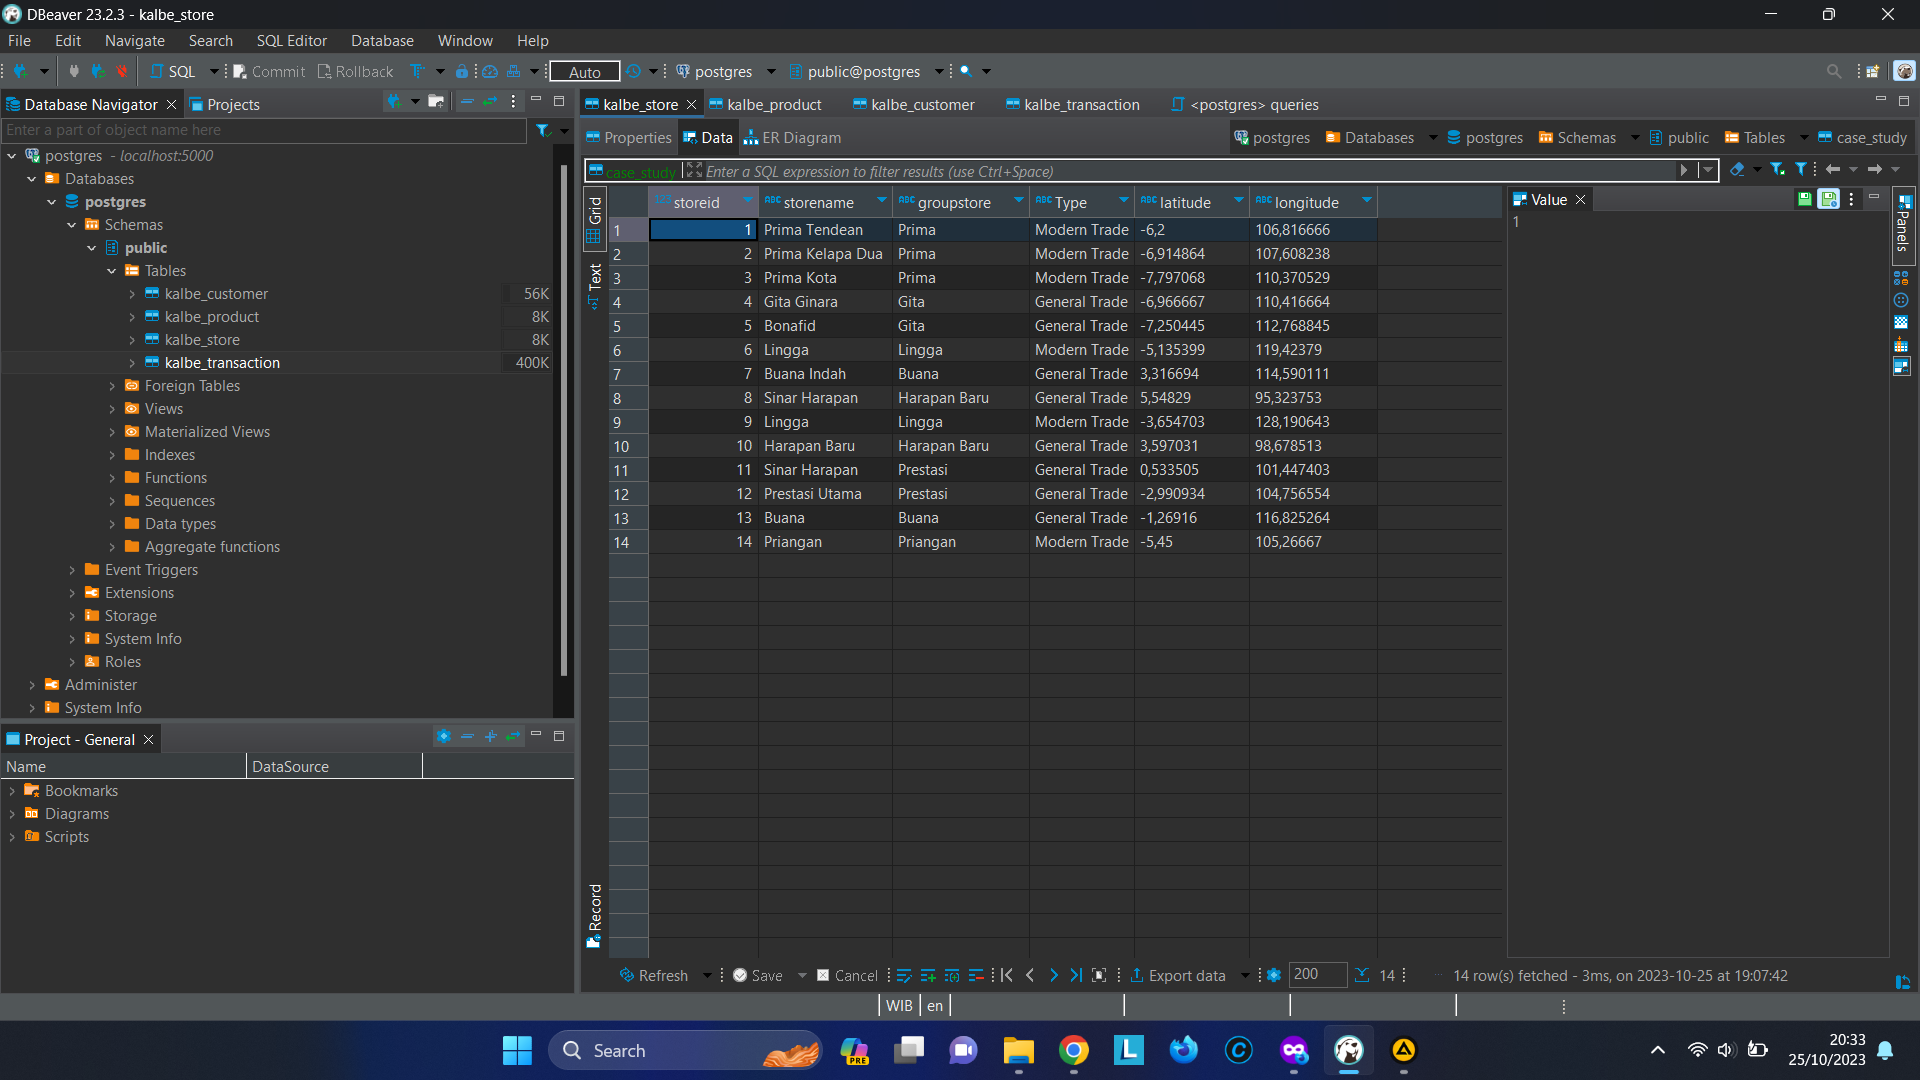 DBeaver 23.2.3 - kalbe_store
File Edit Navigate Search SQL Editor Database Window Help
SQL Commit Rollback Auto postgres public@postgres
Database Navigator Projects
Enter a part of object name here
postgres - localhost:5000
Databases
postgres
Schemas
public
Tables
kalbe_customer 56K
kalbe_product 8K
kalbe_store 8K
kalbe_transaction 400K
Foreign Tables
Views
Materialized Views
Indexes
Functions
Sequences
Data types
Aggregate functions
Event Triggers
Extensions
Storage
System Info
Roles
Administer
System Info
Project - General
Name DataSource
Bookmarks
Diagrams
Scripts
kalbe_store kalbe_product kalbe_customer kalbe_transaction <postgres> queries
Properties Data ER Diagram postgres Databases postgres Schemas public Tables case_study
case_study Enter a SQL expression to filter results (use Ctrl+Space)
Grid
Text
Record
123 storeid ABC storename ABC groupstore ABC Type ABC latitude ABC longitude
1 1 Prima Tendean Prima Modern Trade -6,2 106,816666
2 2 Prima Kelapa Dua Prima Modern Trade -6,914864 107,608238
3 3 Prima Kota Prima Modern Trade -7,797068 110,370529
4 4 Gita Ginara Gita General Trade -6,966667 110,416664
5 5 Bonafid Gita General Trade -7,250445 112,768845
6 6 Lingga Lingga Modern Trade -5,135399 119,42379
7 7 Buana Indah Buana General Trade 3,316694 114,590111
8 8 Sinar Harapan Harapan Baru General Trade 5,54829 95,323753
9 9 Lingga Lingga Modern Trade -3,654703 128,190643
10 10 Harapan Baru Harapan Baru General Trade 3,597031 98,678513
11 11 Sinar Harapan Prestasi General Trade 0,533505 101,447403
12 12 Prestasi Utama Prestasi General Trade -2,990934 104,756554
13 13 Buana Buana General Trade -1,26916 116,825264
14 14 Priangan Priangan Modern Trade -5,45 105,26667
Value
1
Panels
Refresh Save Cancel Export data 200 14 14 row(s) fetched - 3ms, on 2023-10-25 at 19:07:42
WIB en
Search
PRE
L
C
20:33
25/10/2023